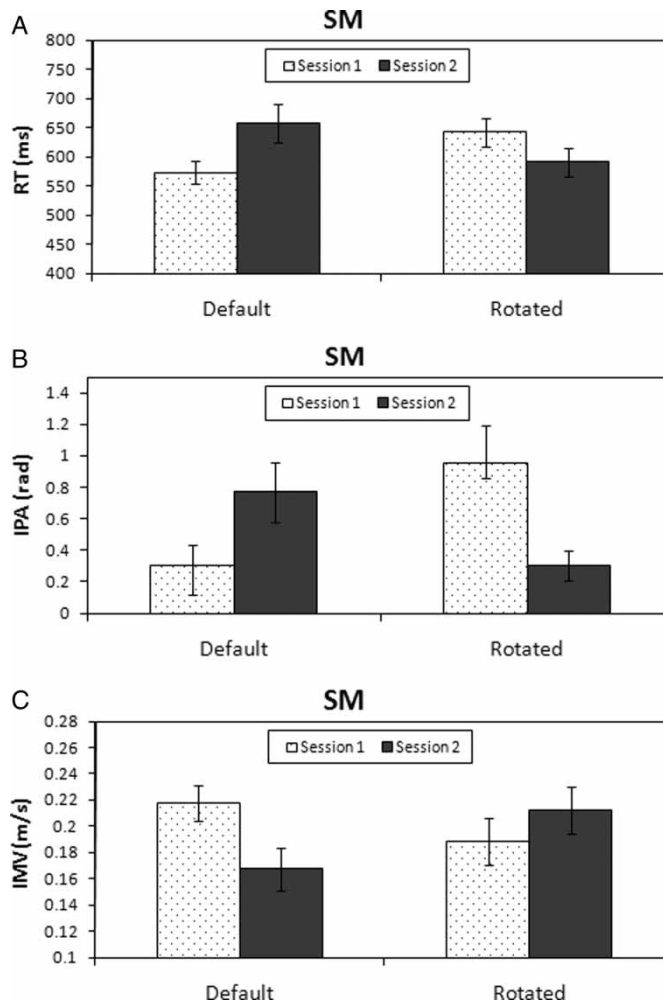 A
SM
800
750
700
650
600
550
500
450
400
RT (ms)
Session 1 Session 2
Default Rotated
B
SM
1.4
1.2
1
0.8
0.6
0.4
0.2
0
IPA (rad)
Session 1 Session 2
Default Rotated
C
SM
0.28
0.26
0.24
0.22
0.2
0.18
0.16
0.14
0.12
0.1
IMV (m/s)
Session 1 Session 2
Default Rotated